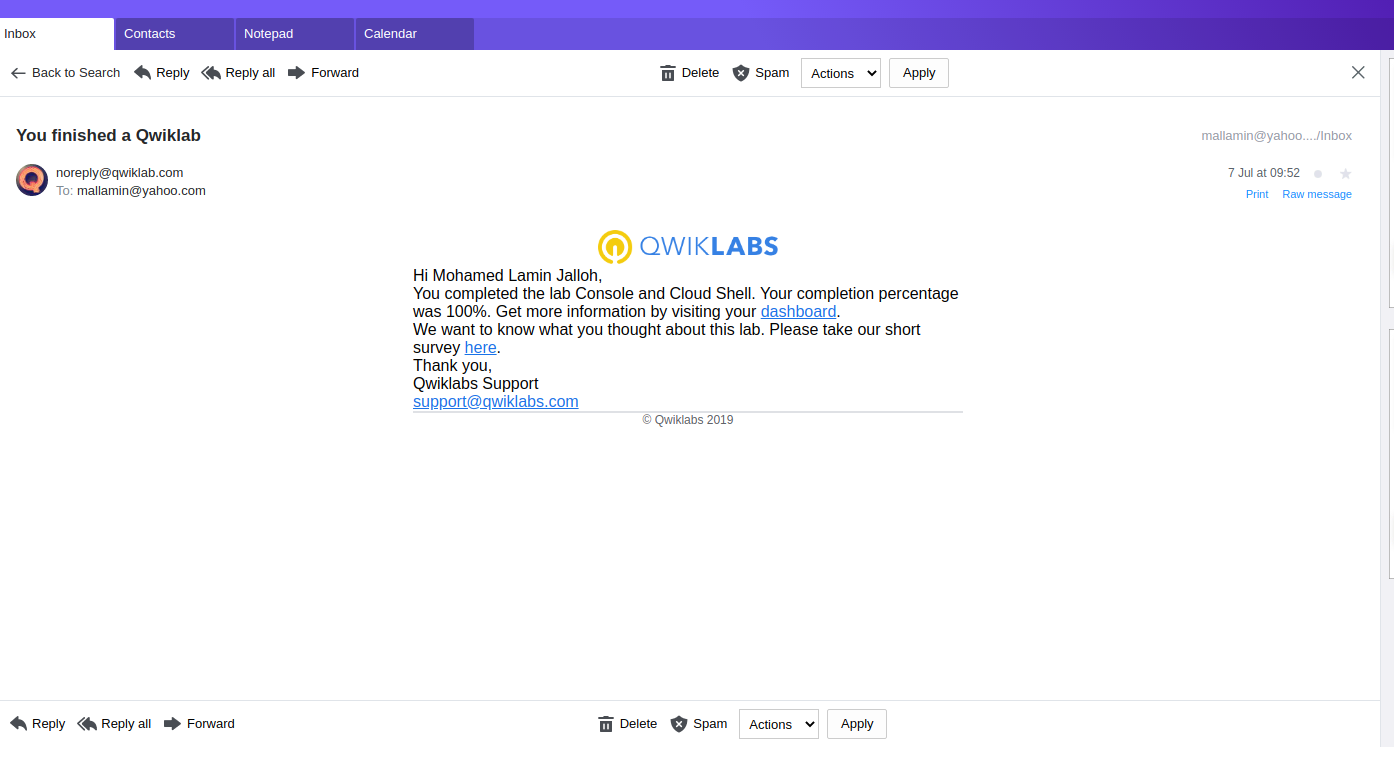 Inbox Contacts Notepad Calendar
Back to Search Reply Reply all Forward Delete Spam Actions Apply
You finished a Qwiklab mallamin@yahoo..../Inbox
noreply@qwiklab.com 7 Jul at 09:52
To: mallamin@yahoo.com Print Raw message
QWIKLABS
Hi Mohamed Lamin Jalloh,
You completed the lab Console and Cloud Shell. Your completion percentage
was 100%. Get more information by visiting your dashboard.
We want to know what you thought about this lab. Please take our short
survey here.
Thank you,
Qwiklabs Support
support@qwiklabs.com
© Qwiklabs 2019
Reply Reply all Forward Delete Spam Actions Apply